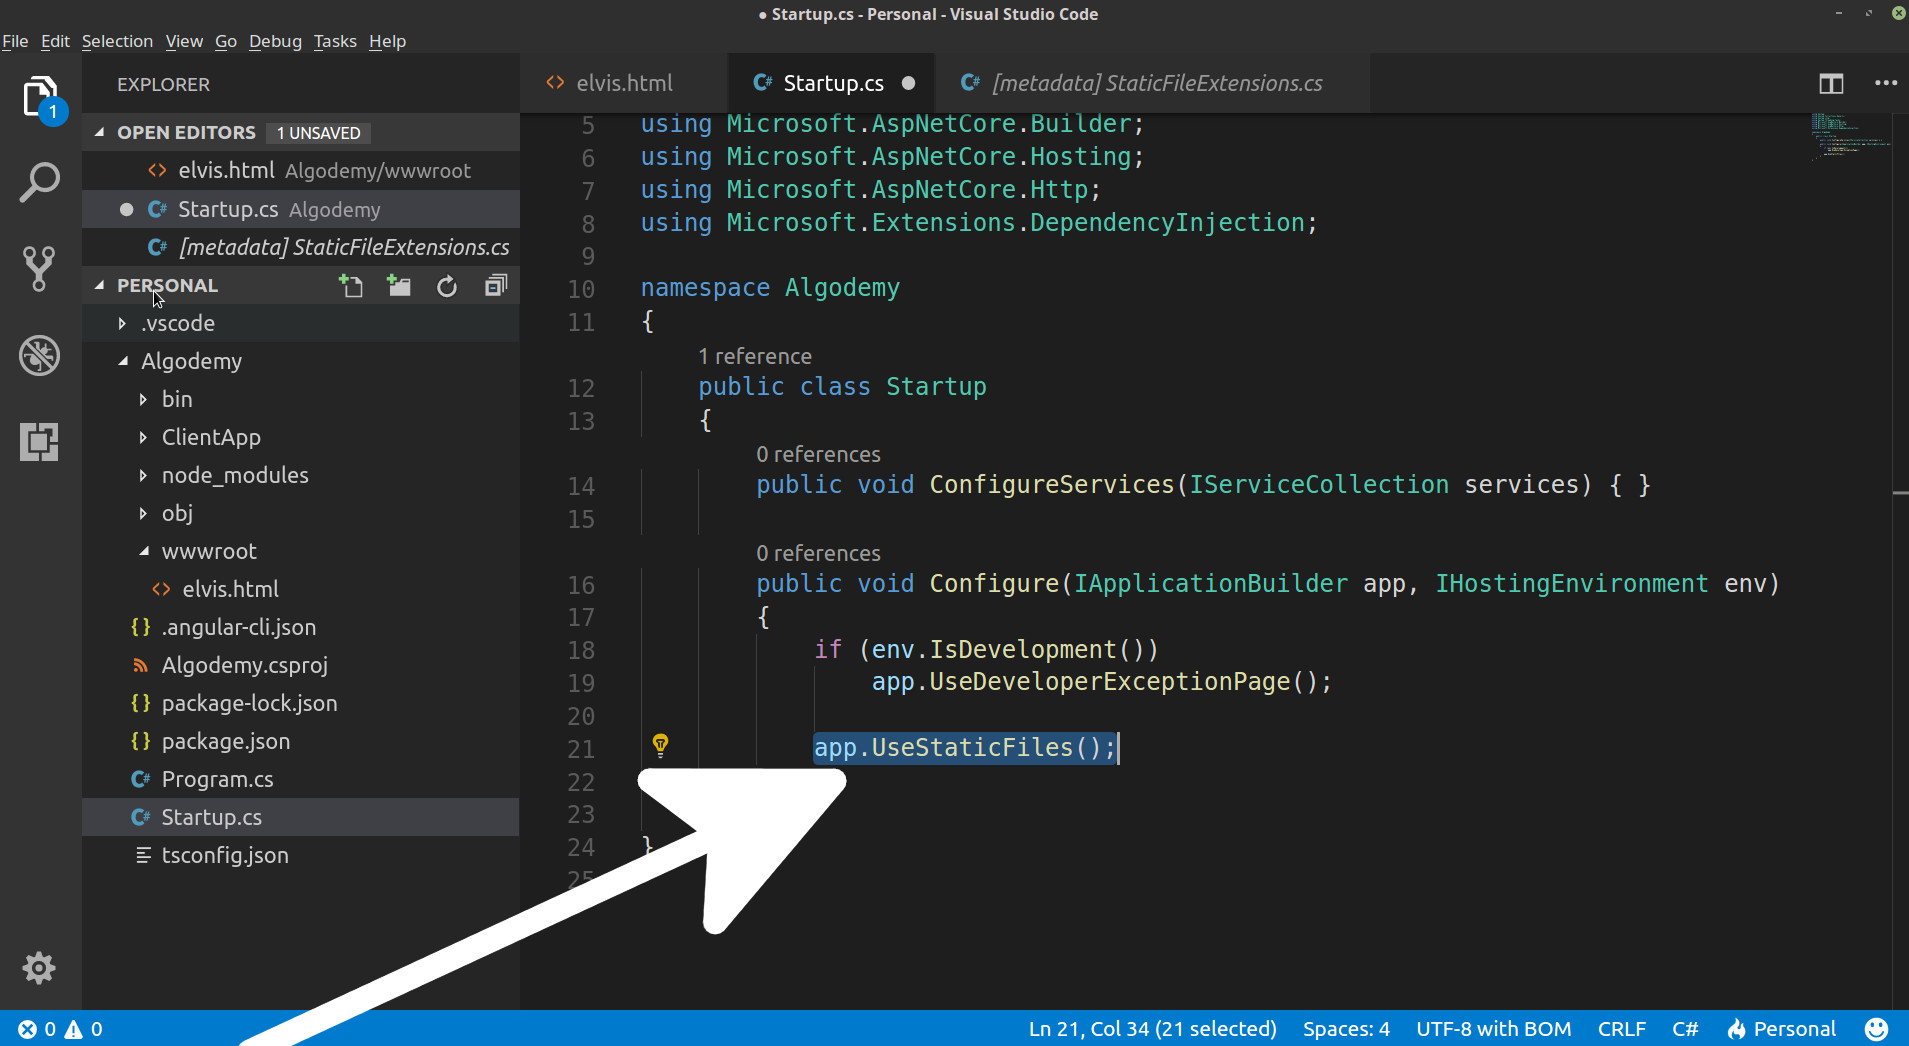 ● Startup.cs - Personal - Visual Studio Code
File Edit Selection View Go Debug Tasks Help
EXPLORER
1
OPEN EDITORS 1 UNSAVED
elvis.html Algodemy/wwwroot
Startup.cs Algodemy
[metadata] StaticFileExtensions.cs
PERSONAL
.vscode
Algodemy
bin
ClientApp
node_modules
obj
wwwroot
elvis.html
.angular-cli.json
Algodemy.csproj
package-lock.json
package.json
Program.cs
Startup.cs
tsconfig.json
elvis.html Startup.cs ● [metadata] StaticFileExtensions.cs
5 using Microsoft.AspNetCore.Builder;
6 using Microsoft.AspNetCore.Hosting;
7 using Microsoft.AspNetCore.Http;
8 using Microsoft.Extensions.DependencyInjection;
9
10 namespace Algodemy
11 {
1 reference
12 public class Startup
13 {
0 references
14 public void ConfigureServices(IServiceCollection services) { }
15
0 references
16 public void Configure(IApplicationBuilder app, IHostingEnvironment env)
17 {
18 if (env.IsDevelopment())
19 app.UseDeveloperExceptionPage();
20
21 app.UseStaticFiles();
22
23
24 }
25
0 0 Ln 21, Col 34 (21 selected) Spaces: 4 UTF-8 with BOM CRLF C# Personal